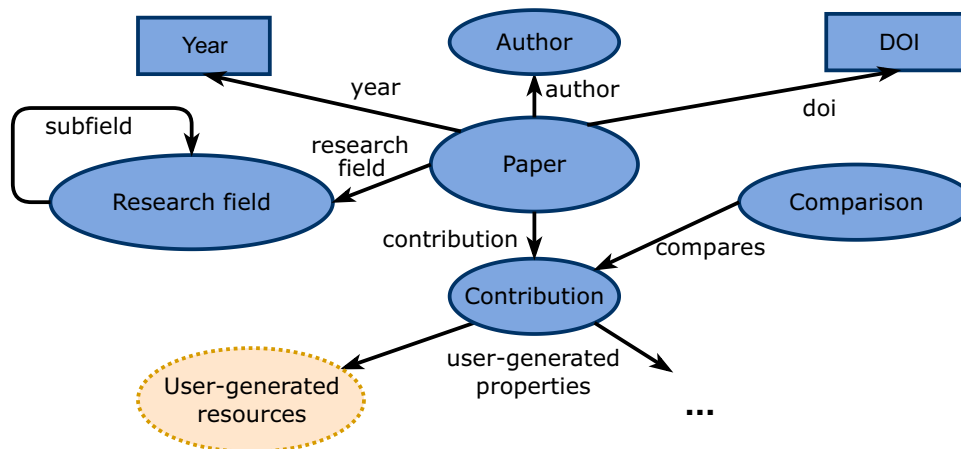 Year
Author
DOI
year
author
doi
subfield
research
field
Paper
Research field
Comparison
contribution
compares
Contribution
User-generated
resources
user-generated
properties
...